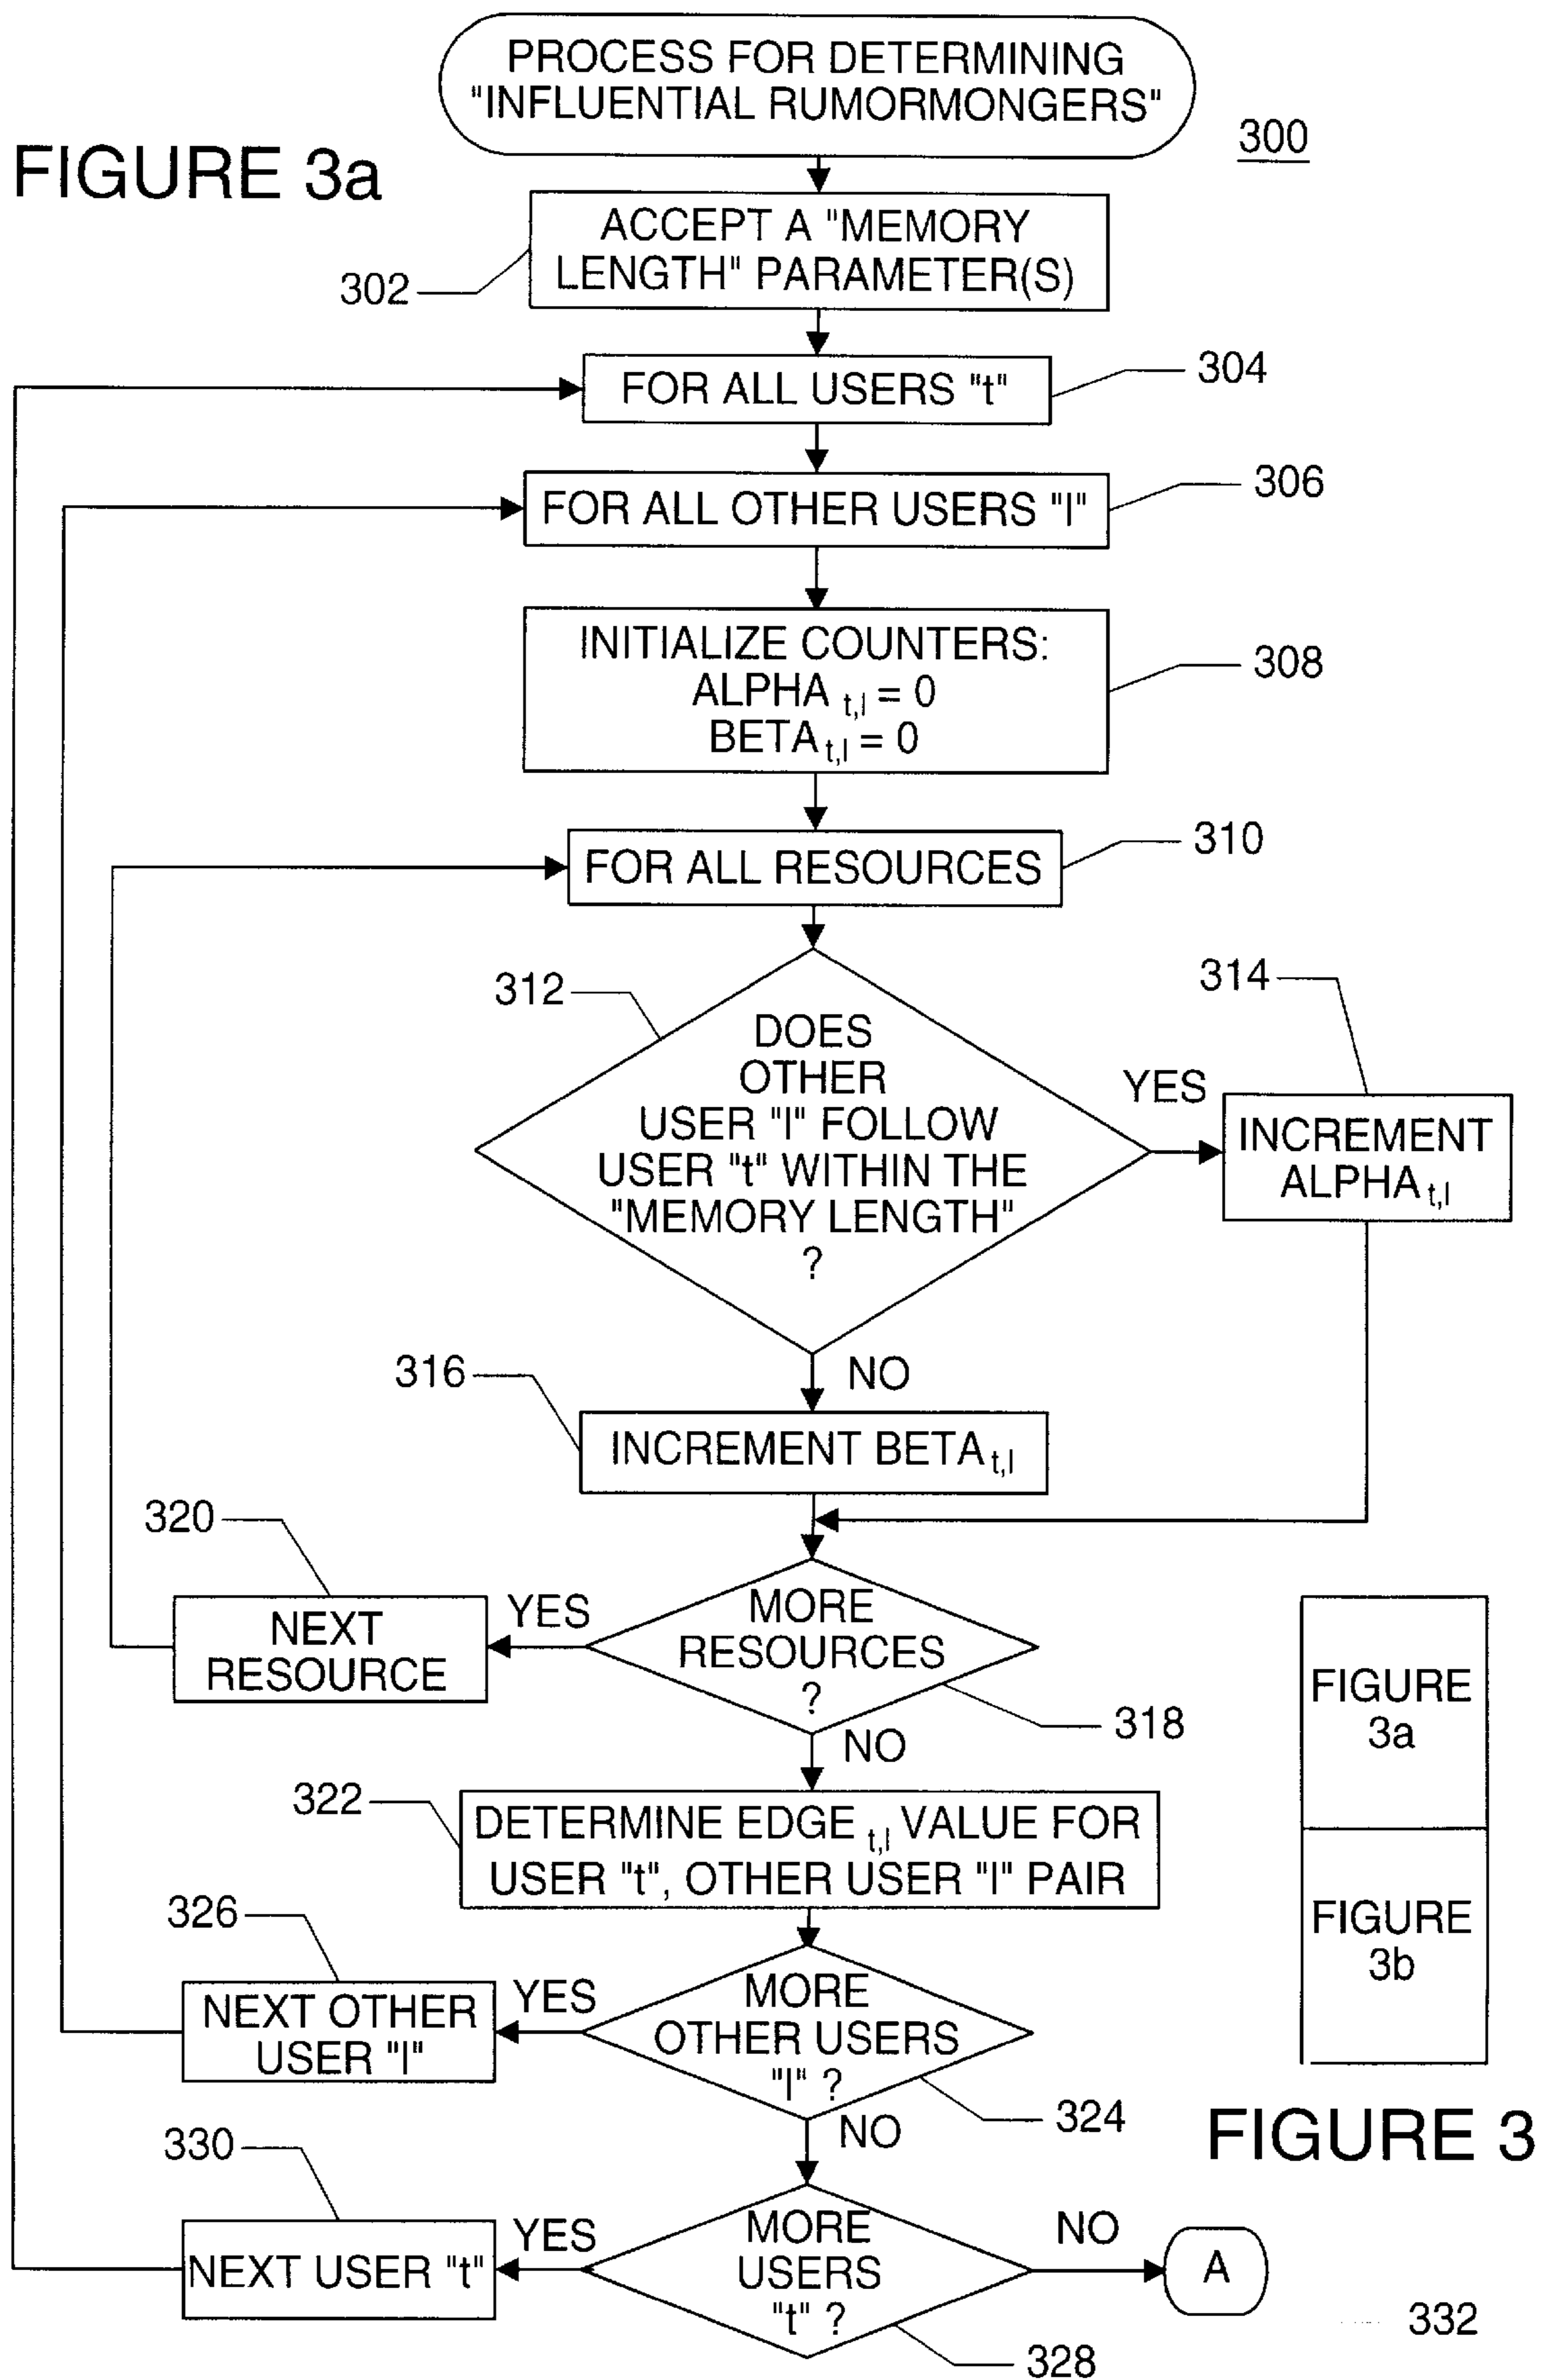 PROCESS FOR DETERMINING
"INFLUENTIAL RUMORMONGERS"
300
FIGURE 3a
ACCEPT A "MEMORY
LENGTH" PARAMETER(S)
302
FOR ALL USERS "t"
304
FOR ALL OTHER USERS "l"
306
INITIALIZE COUNTERS:
ALPHA t,l = 0
BETA t,l = 0
308
FOR ALL RESOURCES
310
312
DOES
OTHER
USER "l" FOLLOW
USER "t" WITHIN THE
"MEMORY LENGTH"
?
YES
314
INCREMENT
ALPHA t,l
NO
316
INCREMENT BETA t,l
320
NEXT
RESOURCE
YES
MORE
RESOURCES
?
318
NO
322
DETERMINE EDGE t,l VALUE FOR
USER "t", OTHER USER "l" PAIR
326
NEXT OTHER
USER "l"
YES
MORE
OTHER USERS
"l" ?
324
NO
330
NEXT USER "t"
YES
MORE
USERS
"t" ?
328
NO
A
332
FIGURE
3a
FIGURE
3b
FIGURE 3